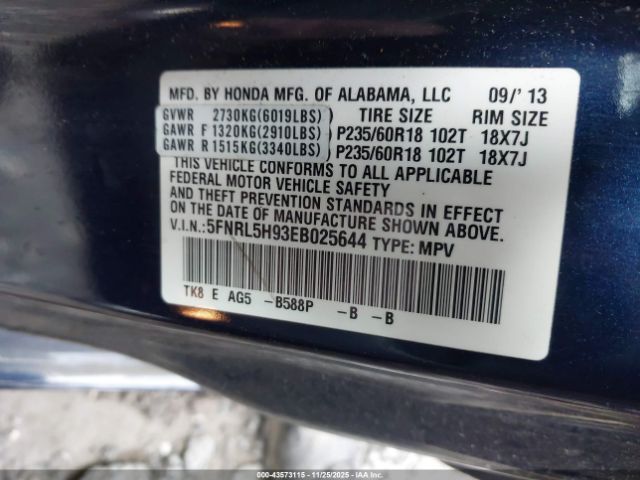 MFD. BY HONDA MFG. OF ALABAMA, LLC 09/' 13
GVWR 2730KG(6019LBS) TIRE SIZE RIM SIZE
GAWR F 1320KG(2910LBS) P235/60R18 102T 18X7J
GAWR R 1515KG(3340LBS) P235/60R18 102T 18X7J
THIS VEHICLE CONFORMS TO ALL APPLICABLE
FEDERAL MOTOR VEHICLE SAFETY
AND THEFT PREVENTION STANDARDS IN EFFECT
ON THE DATE OF MANUFACTURE SHOWN ABOVE.
V.I.N.:5FNRL5H93EB025644 TYPE: MPV
TK8 E AG5 -B588P -B -B
© -43573115 - 11/25/2025 - IAAI.COM